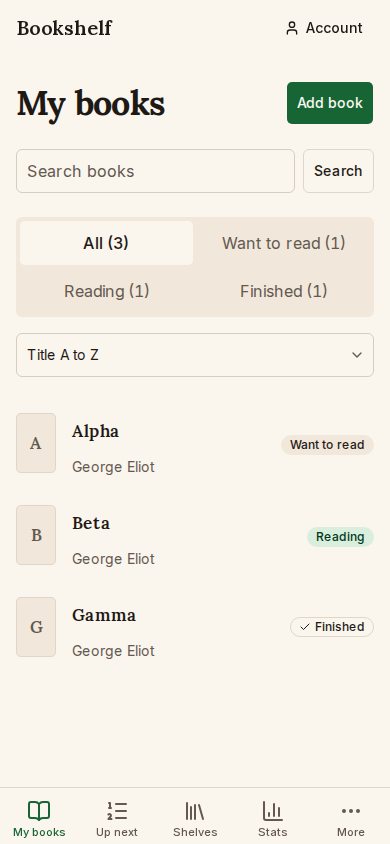 Bookshelf
Account
My books
Add book
Search books
Search
All (3)
Want to read (1)
Reading (1)
Finished (1)
Title A to Z
A
Alpha
George Eliot
Want to read
B
Beta
George Eliot
Reading
G
Gamma
George Eliot
Finished
My books
Up next
Shelves
Stats
More